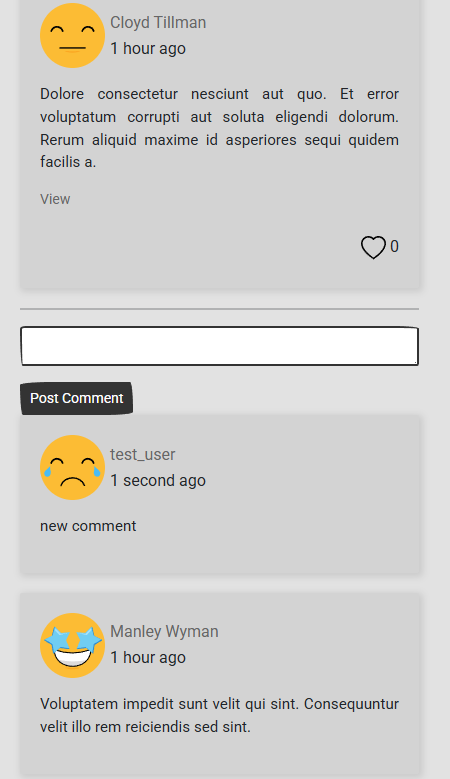 Cloyd Tillman
1 hour ago
Dolore consectetur nesciunt aut quo. Et error
voluptatum corrupti aut soluta eligendi dolorum.
Rerum aliquid maxime id asperiores sequi quidem
facilis a.
View
0
Post Comment
test_user
1 second ago
new comment
Manley Wyman
1 hour ago
Voluptatem impedit sunt velit qui sint. Consequuntur
velit illo rem reiciendis sed sint.